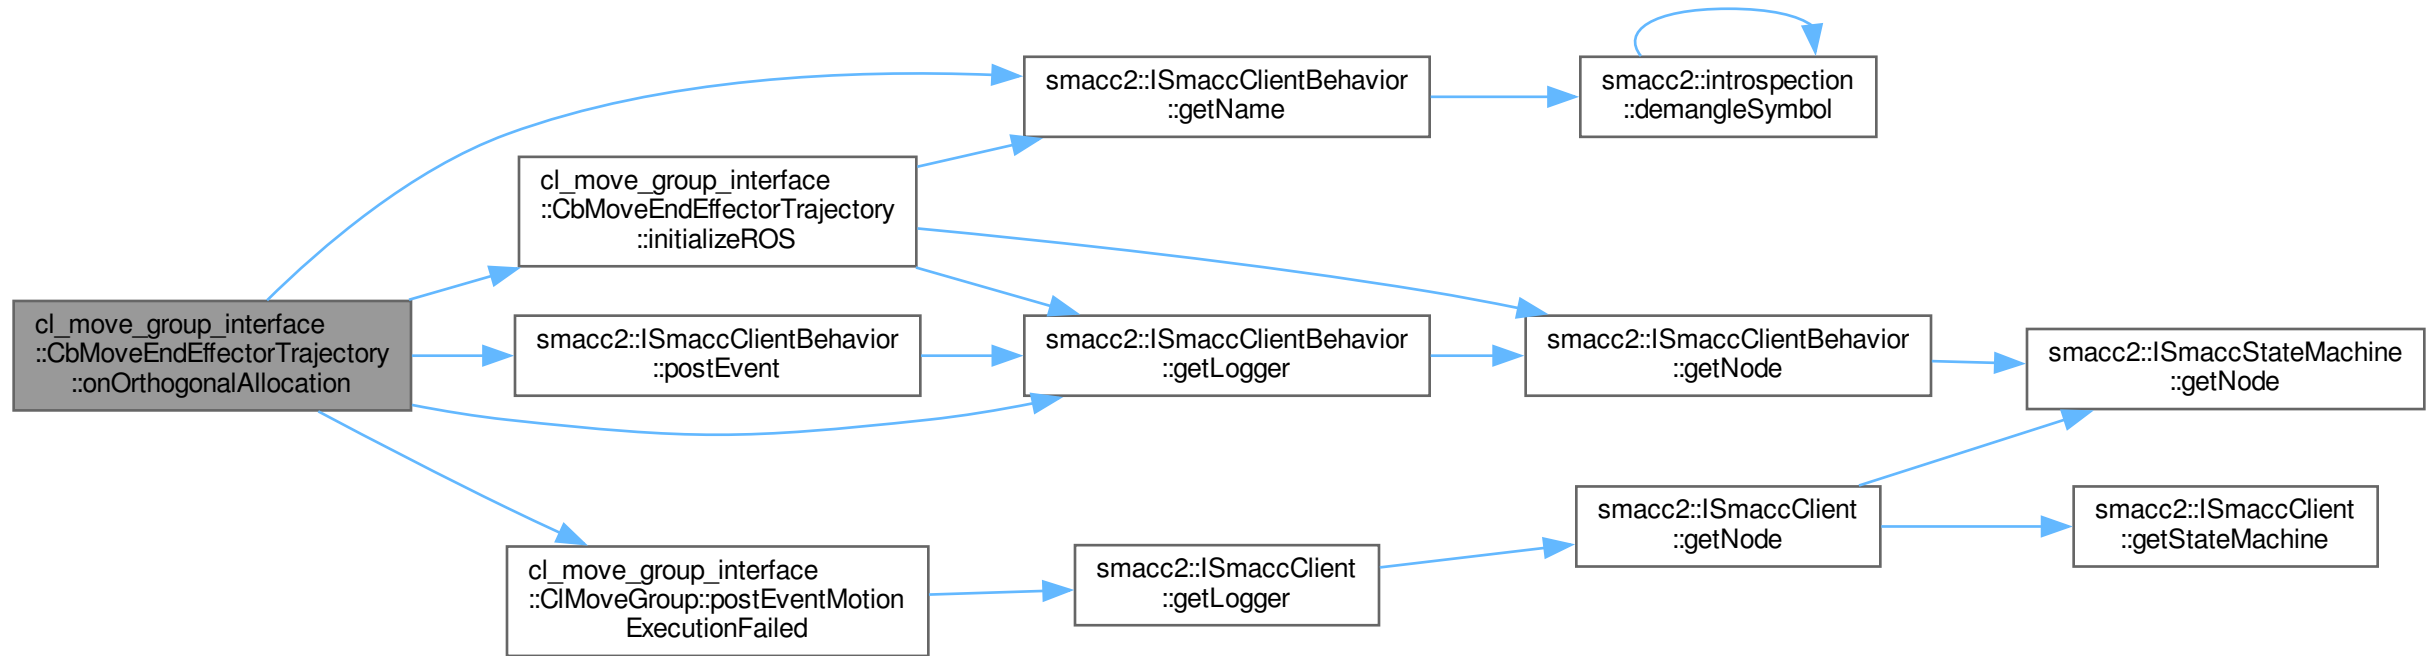 cl_move_group_interface
::CbMoveEndEffectorTrajectory
::onOrthogonalAllocation
smacc2::ISmaccClientBehavior
::getName
smacc2::introspection
::demangleSymbol
cl_move_group_interface
::CbMoveEndEffectorTrajectory
::initializeROS
smacc2::ISmaccClientBehavior
::postEvent
smacc2::ISmaccClientBehavior
::getLogger
smacc2::ISmaccClientBehavior
::getNode
smacc2::ISmaccStateMachine
::getNode
cl_move_group_interface
::ClMoveGroup::postEventMotion
ExecutionFailed
smacc2::ISmaccClient
::getLogger
smacc2::ISmaccClient
::getNode
smacc2::ISmaccClient
::getStateMachine